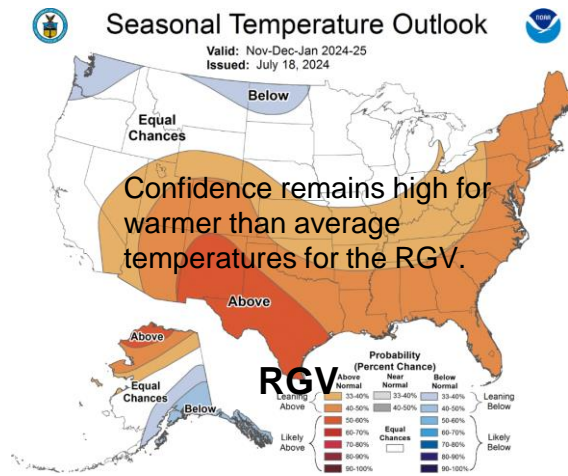 Seasonal Temperature Outlook
Valid: Nov-Dec-Jan 2024-25
Issued: July 18, 2024
NOAA
Below
Equal
Chances
Confidence remains high for
warmer than average
temperatures for the RGV.
Above
Above
Equal
Chances
Below
RGV
Probability
(Percent Chance)
Above
Normal
Near
Normal
Below
Normal
Leaning
Above
33-40%
33-40%
33-40%
Leaning
Below
40-50%
40-50%
40-50%
Likely
Above
50-60%
50-60%
Likely
Below
60-70%
60-70%
70-80%
Equal
Chances
70-80%
80-90%
80-90%
90-100%
90-100%